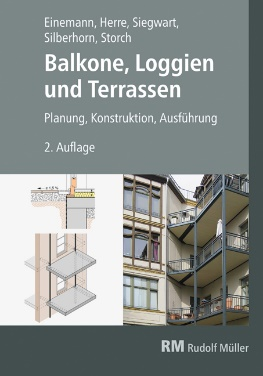 Einemann, Herre, Siegwart,
Silberhorn, Storch
Balkone, Loggien
und Terrassen
Planung, Konstruktion, Ausführung
2. Auflage
RM Rudolf Müller